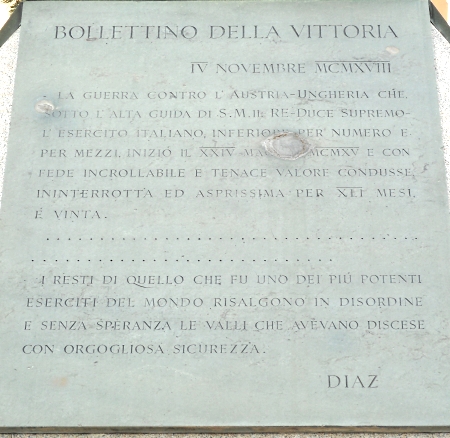 BOLLETTINO DELLA VITTORIA
IV NOVEMBRE MCMXVIII
LA GUERRA CONTRO L'AUSTRIA-UNGHERIA CHE,
SOTTO L'ALTA GUIDA DI S.M. IL RE-DUCE SUPREMO-
L'ESERCITO ITALIANO, INFERIORE PER NUMERO E
PER MEZZI, INIZIÒ IL XXIV MCMXV E CON
FEDE INCROLLABILE E TENACE VALORE CONDUSSE,
ININTERROTTA ED ASPRISSIMA PER XLI MESI,
É VINTA.
. . . . . . . . . . . . . . . . . . . . . . . . . . . . . . . . . . . . . . .
. . . . . . . . . . . . . . . . . . . . . . . . . . . . . .
I RESTI DI QUELLO CHE FU UNO DEI PIÚ POTENTI
ESERCITI DEL MONDO RISALGONO IN DISORDINE
E SENZA SPERANZA LE VALLI CHE AVEVANO DISCESE
CON ORGOGLIOSA SICUREZZA.
DIAZ